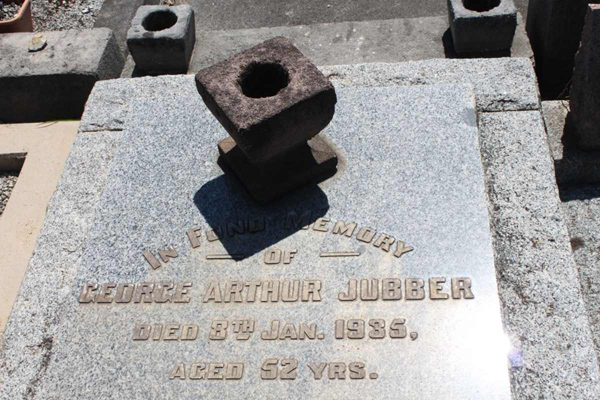 IN FOND MEMORY
OF
GEORGE ARTHUR JUBBER
DIED 8TH JAN. 1935,
AGED 52 YRS.